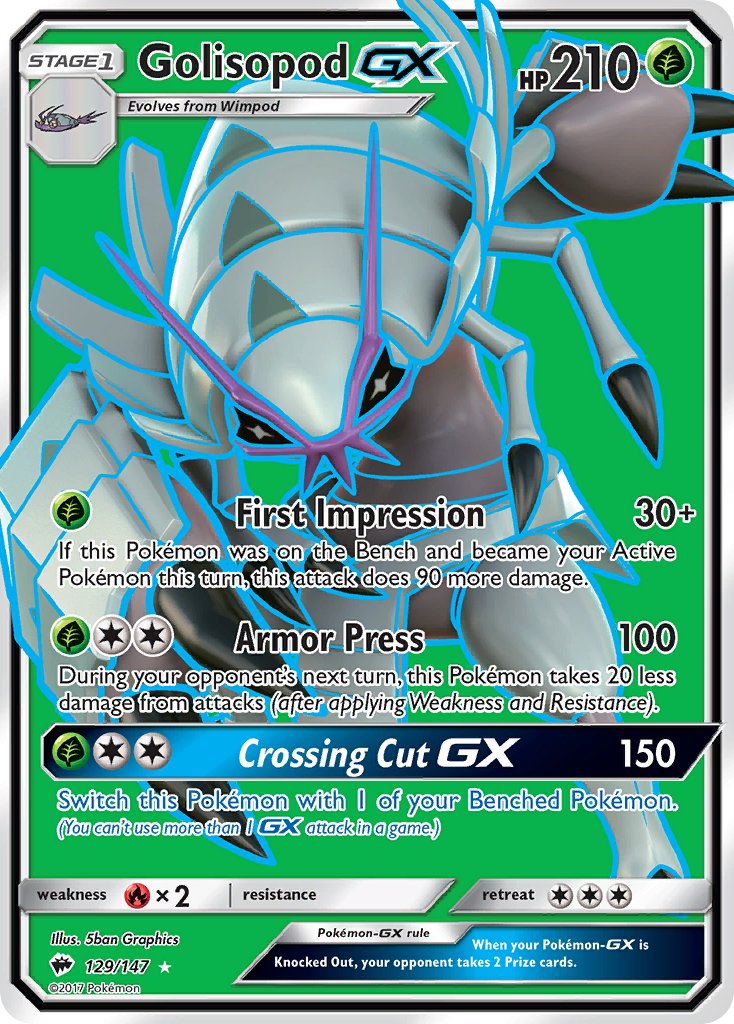 STAGE 1 Golisopod GX HP 210
Evolves from Wimpod
First Impression 30+
If this Pokémon was on the Bench and became your Active
Pokémon this turn, this attack does 90 more damage.
Armor Press 100
During your opponent's next turn, this Pokémon takes 20 less
damage from attacks (after applying Weakness and Resistance).
Crossing Cut GX 150
Switch this Pokémon with 1 of your Benched Pokémon.
(You can't use more than 1 GX attack in a game.)
weakness × 2 resistance retreat
Illus. 5ban Graphics
129/147
©2017 Pokémon
Pokémon-GX rule
When your Pokémon-GX is
Knocked Out, your opponent takes 2 Prize cards.